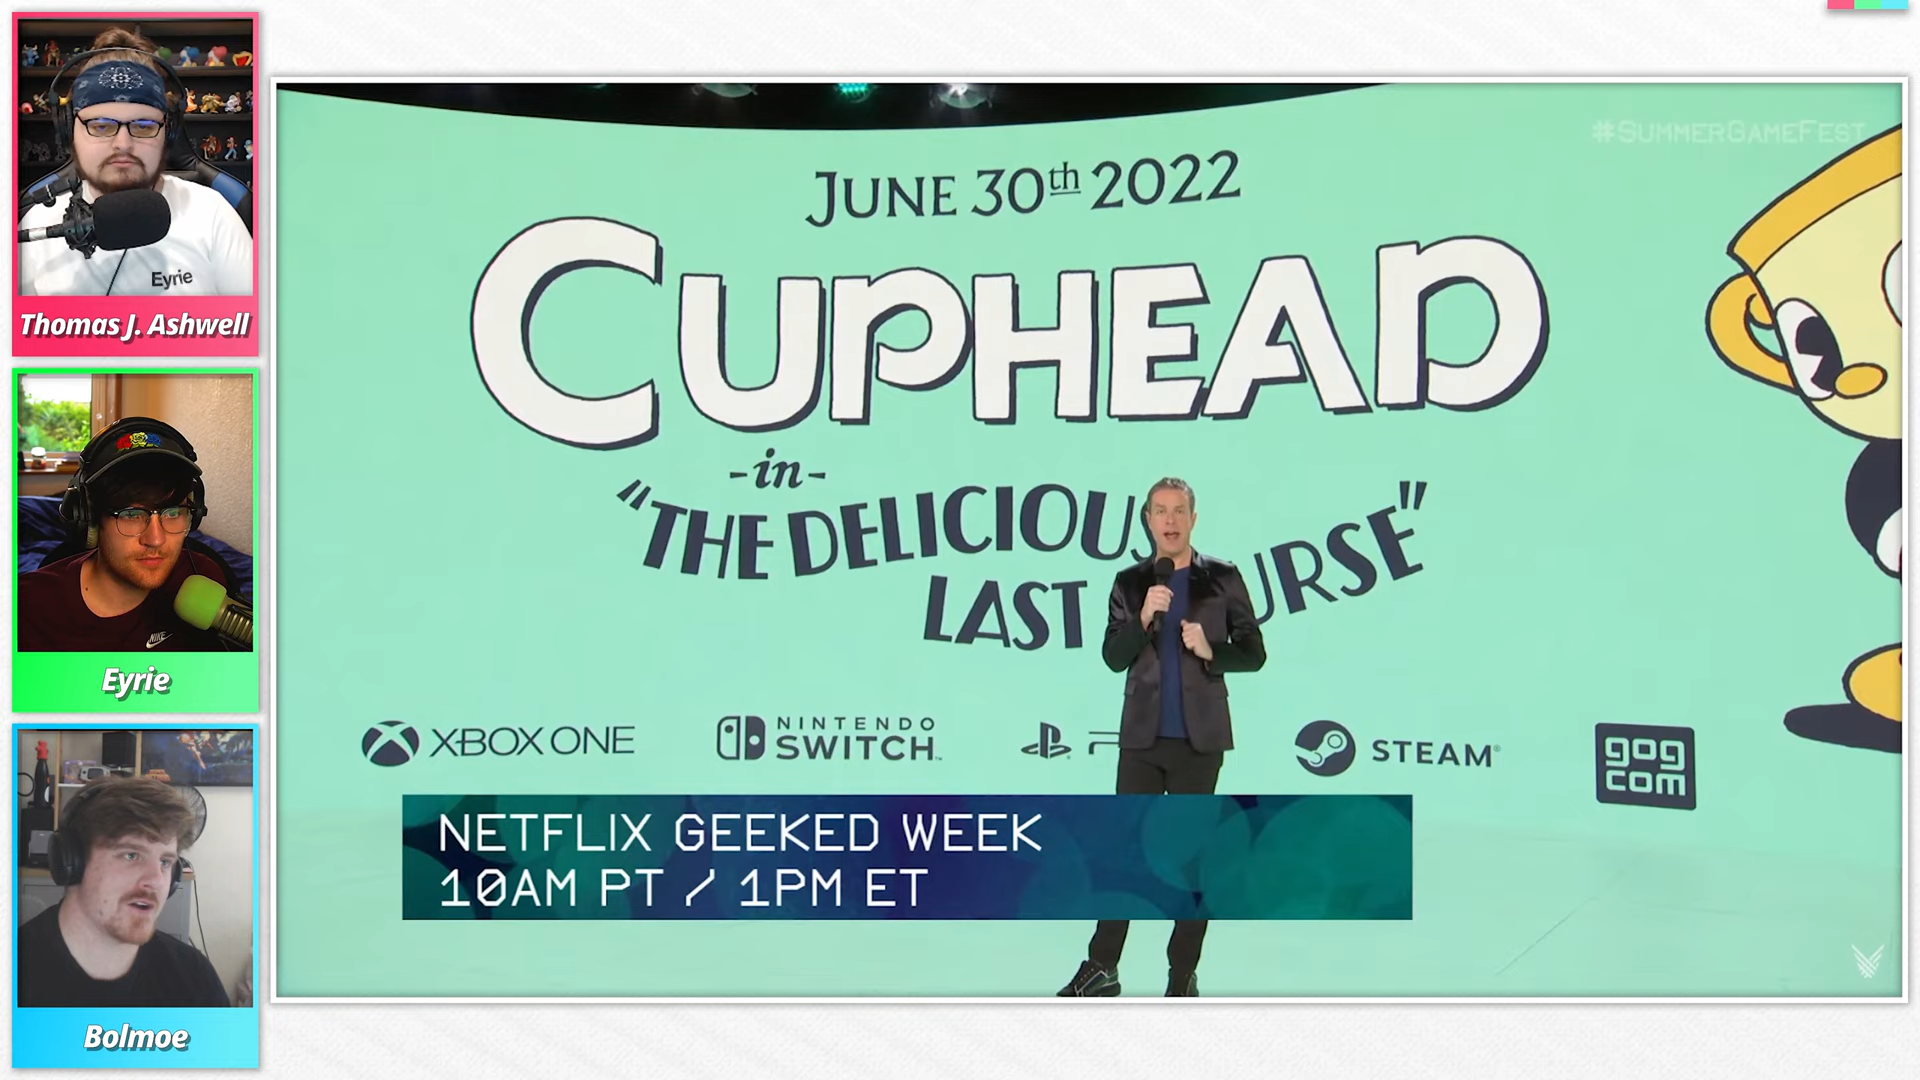 #SUMMERGAMEFEST
JUNE 30th 2022
CUPHEAD
-in-
"THE DELICIOUS
LAST URSE"
XBOX ONE
NINTENDO
SWITCH
STEAM
gog
com
NETFLIX GEEKED WEEK
10AM PT / 1PM ET
Eyrie
Thomas J. Ashwell
NIKE
Eyrie
Bolmoe